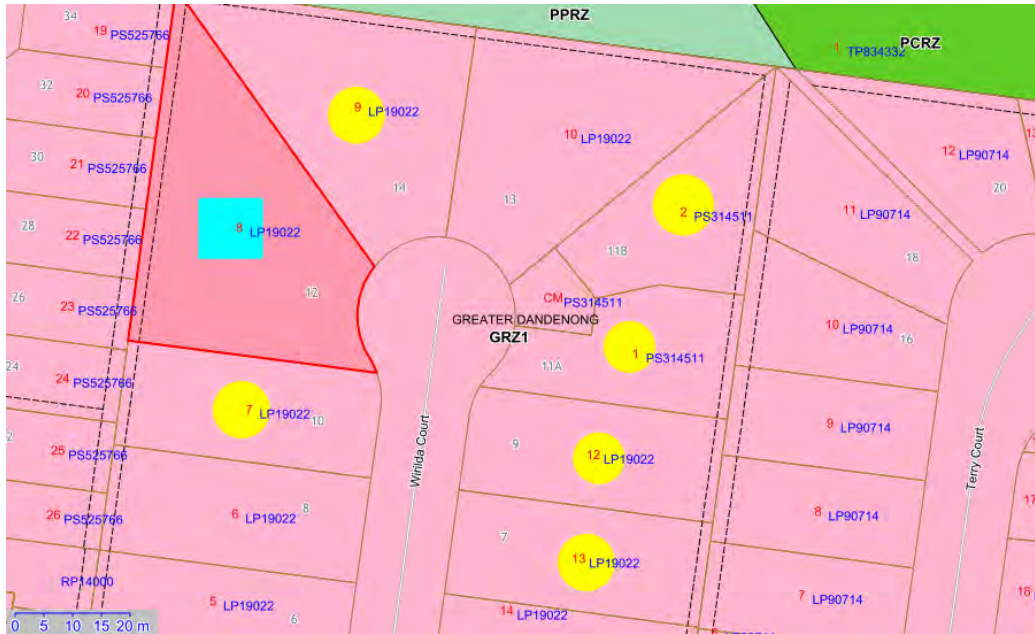 34
PPRZ
19 PS525766
1 TP834332
PCRZ
32
20 PS525766
9 LP19022
10 LP19022
12 LP90714
13
30
21 PS525766
14
13
20
2 PS314511
11 LP90714
28
22 PS525766
8 LP19022
11B
18
26
12
CM PS314511
23 PS525766
GREATER DANDENONG
GRZ1
10 LP90714
16
24
24 PS525766
11A
1 PS314511
7 LP19022
10
9 LP90714
25 PS525766
Wirilda Court
9
12 LP19022
Terry Court
26 PS525766
6 LP19022
8
8 LP90714
7
13 LP19022
17
RP14000
5 LP19022
6
14 LP19022
7 LP90714
18
0 5 10 15 20 m